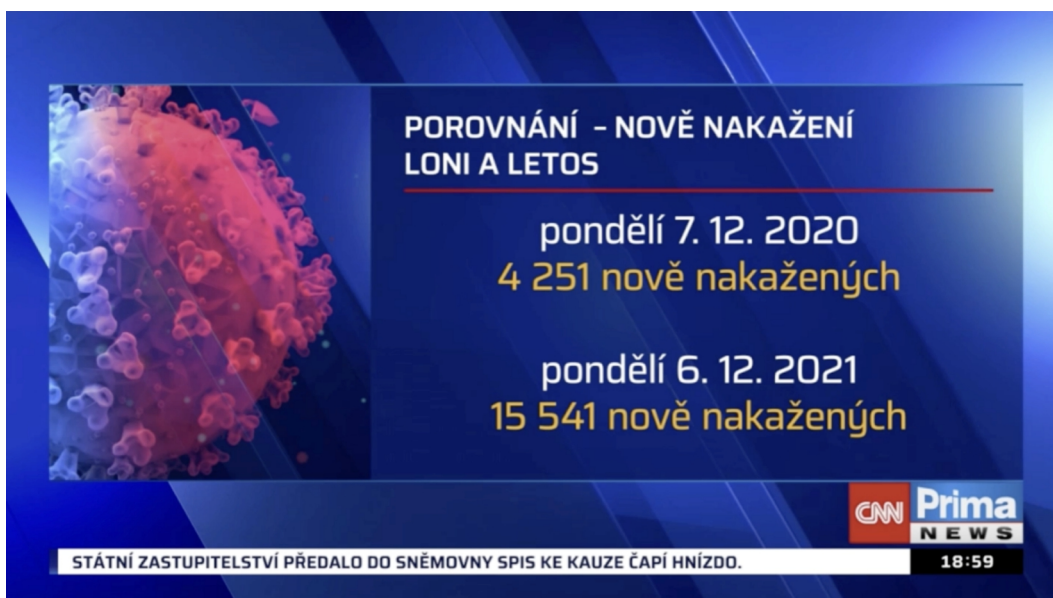 POROVNÁNÍ – NOVĚ NAKAŽENÍ
LONI A LETOS
pondělí 7. 12. 2020
4 251 nově nakažených
pondělí 6. 12. 2021
15 541 nově nakažených
CNN Prima
NEWS
STÁTNÍ ZASTUPITELSTVÍ PŘEDALO DO SNĚMOVNY SPIS KE KAUZE ČAPÍ HNÍZDO.
18:59